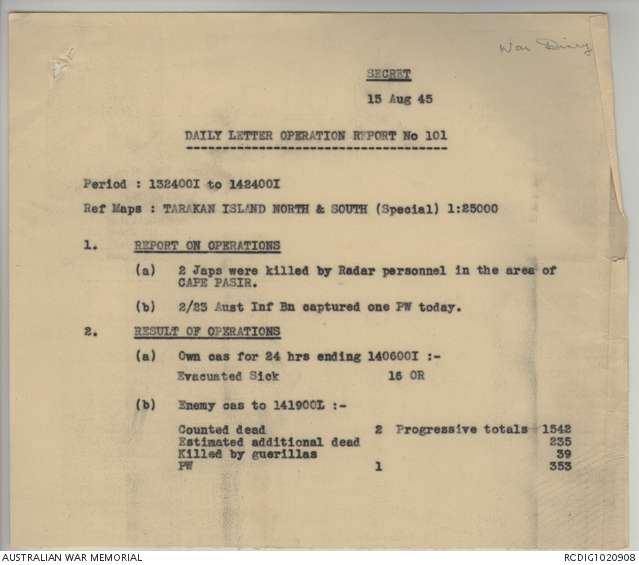 War Diary
SECRET
15 Aug 45
DAILY LETTER OPERATION REPORT No 101
Period : 132400I to 142400I
Ref Maps : TARAKAN ISLAND NORTH & SOUTH (Special) 1:25000
1. REPORT ON OPERATIONS
(a) 2 Japs were killed by Radar personnel in the area of
CAPE PASIR.
(b) 2/23 Aust Inf Bn captured one PW today.
2. RESULT OF OPERATIONS
(a) Own cas for 24 hrs ending 140600I :-
Evacuated Sick 16 OR
(b) Enemy cas to 141900L :-
Counted dead 2 Progressive totals 1542
Estimated additional dead 235
Killed by guerillas 39
PW 1 353
AUSTRALIAN WAR MEMORIAL RCDIG1020908